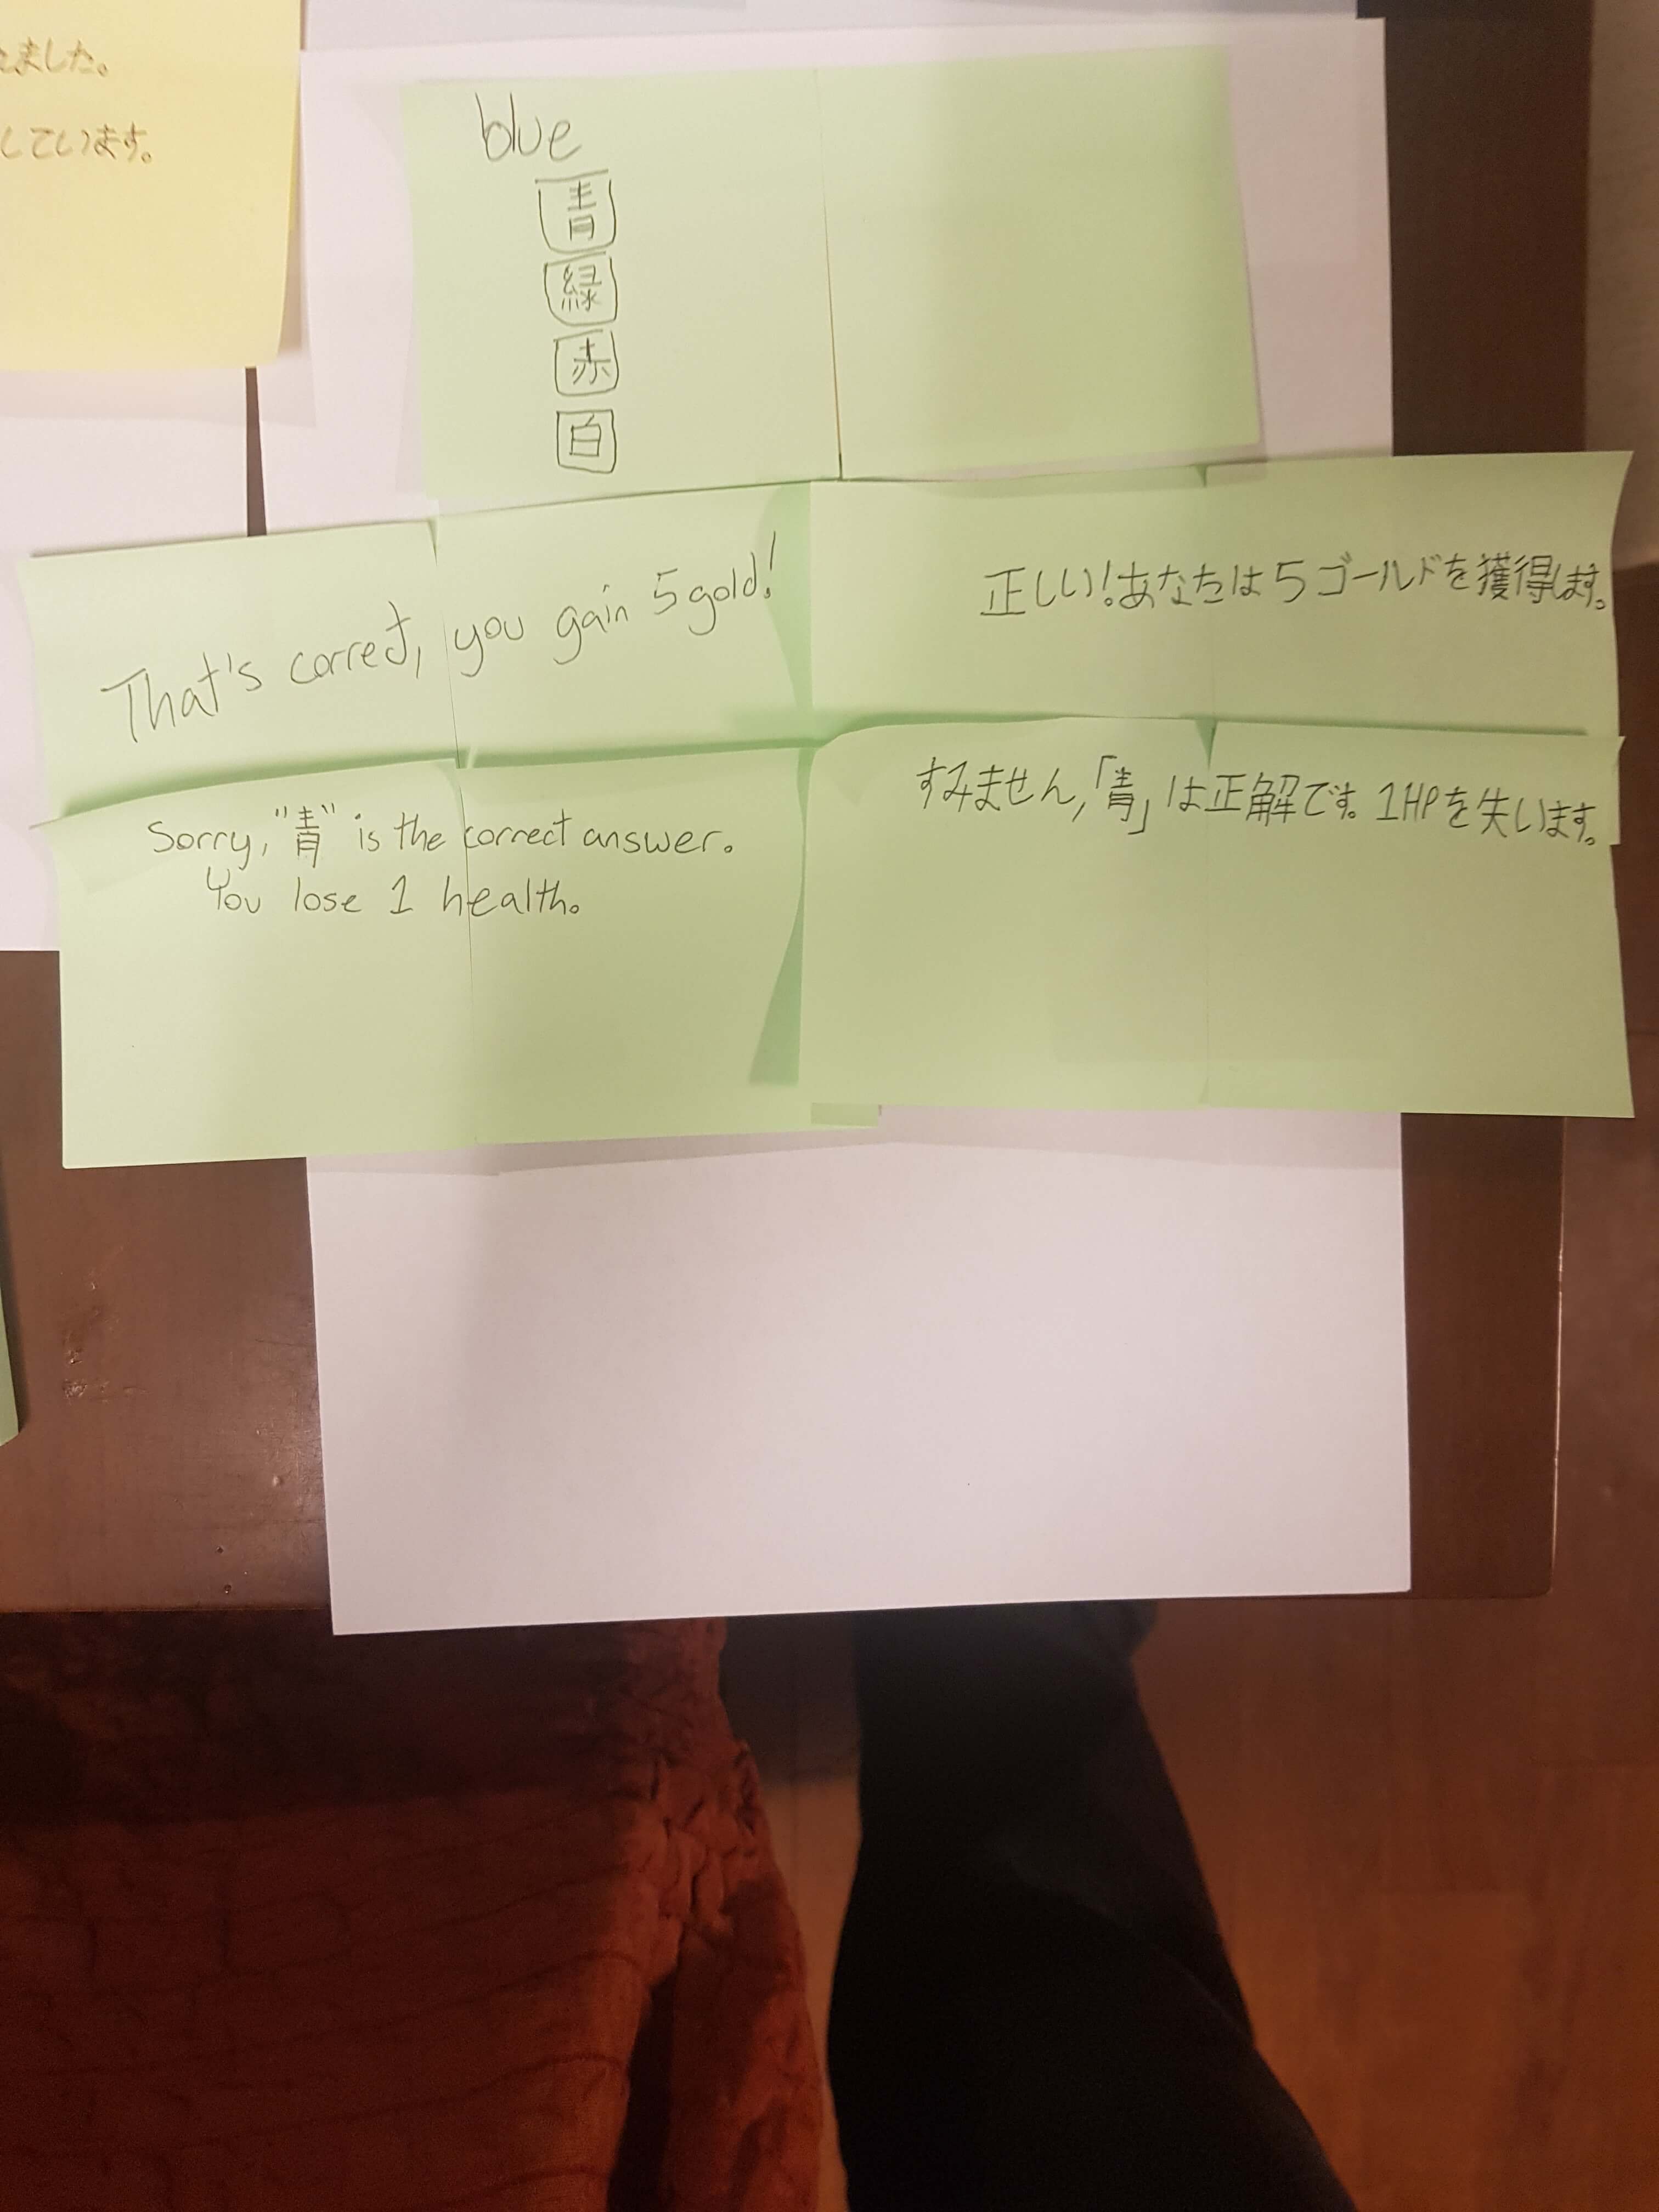 ました。
しています。
blue
青
緑
赤
白
That's correct, you gain 5 gold!
正しい!あなたは5ゴールドを獲得します。
Sorry, "青" is the correct answer.
You lose 1 health.
すみません,「青」は正解です。1HPを失います。